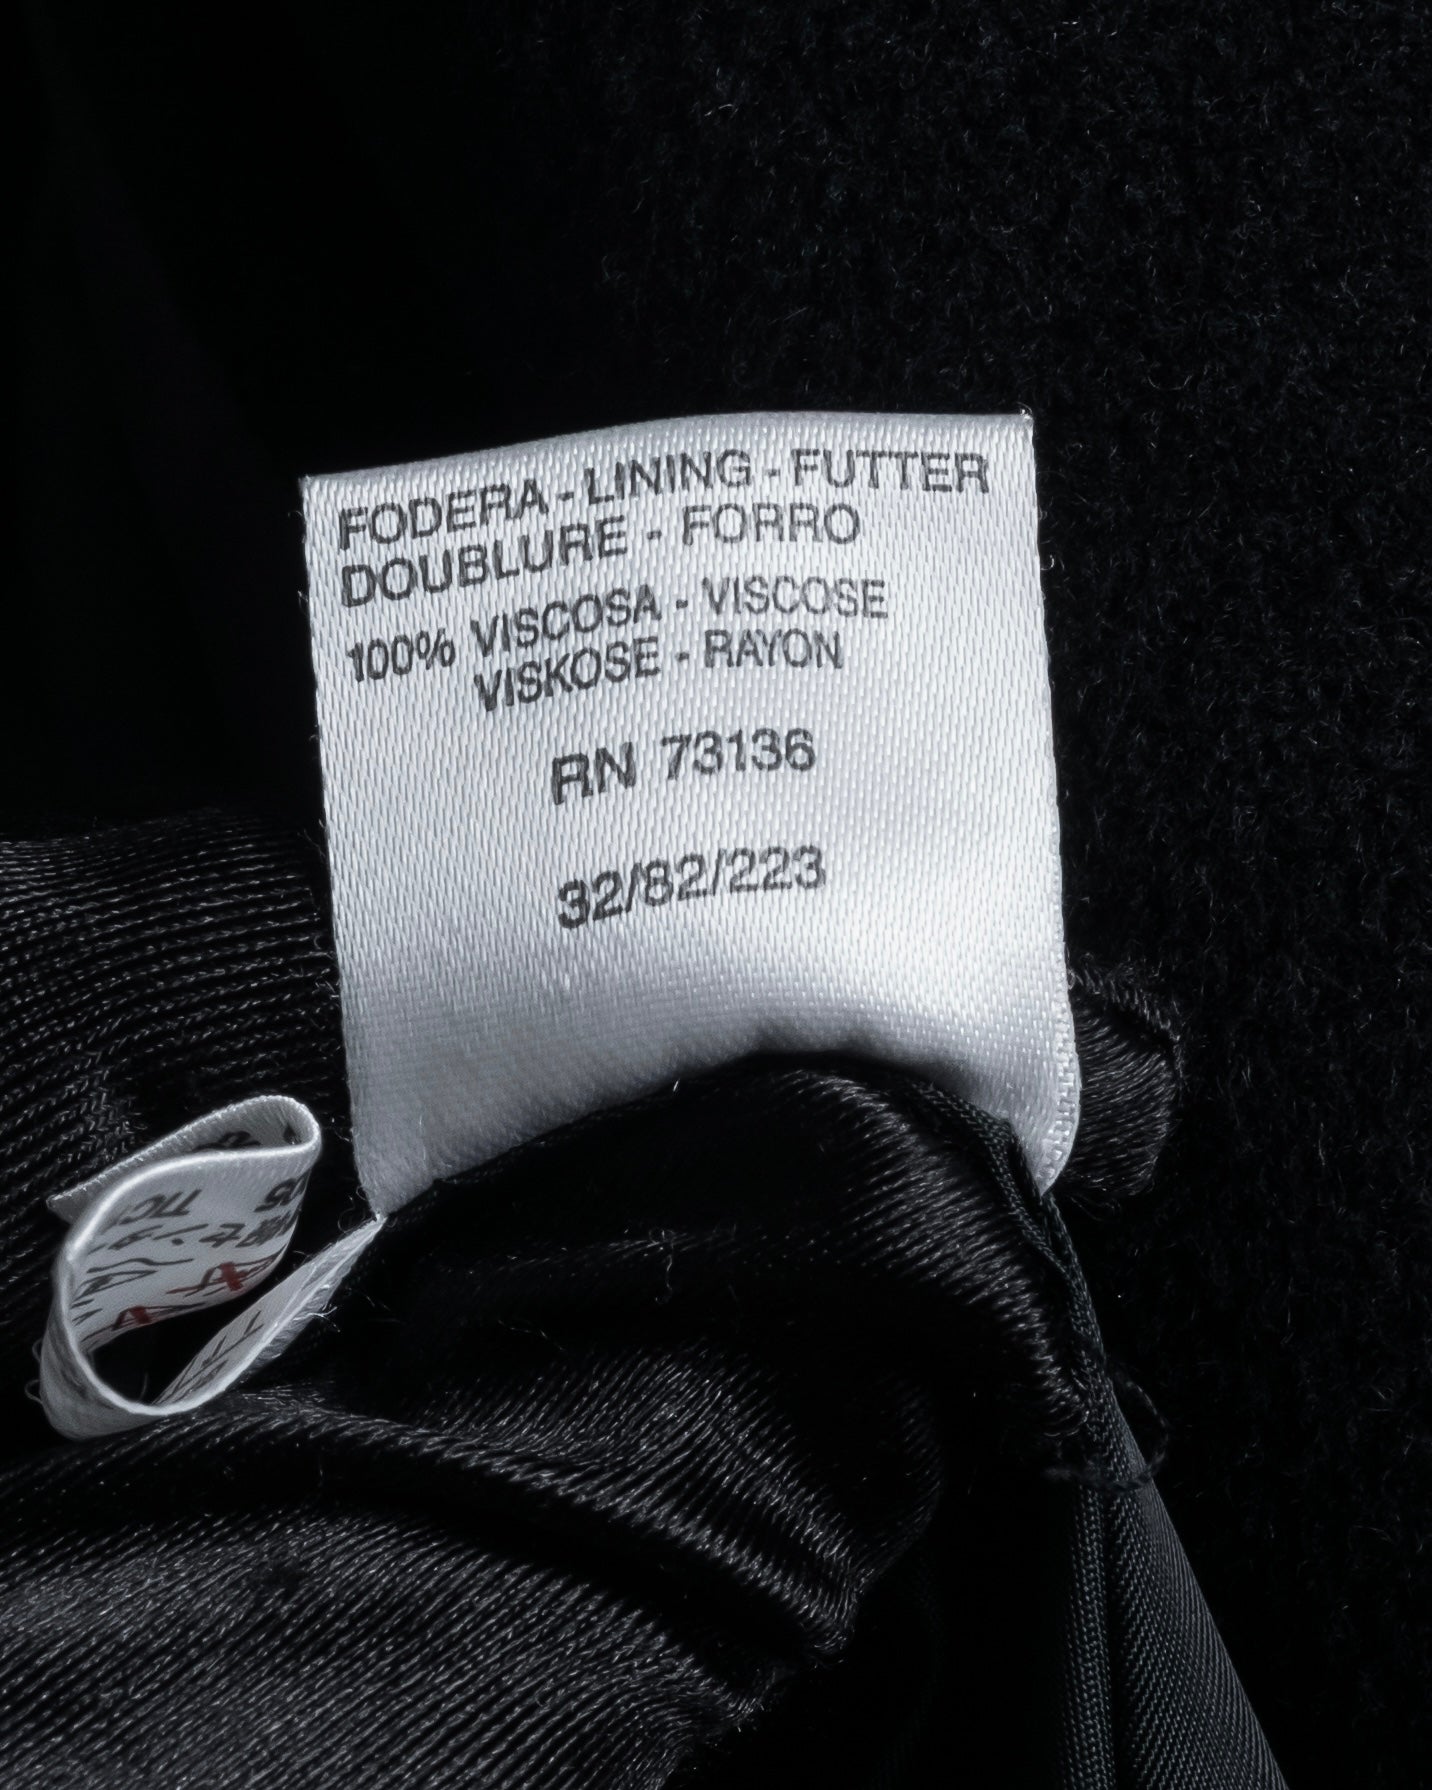 FODERA - LINING - FUTTER
DOUBLURE - FORRO
100% VISCOSA - VISCOSE
VISKOSE - RAYON
RN 73136
32/82/223